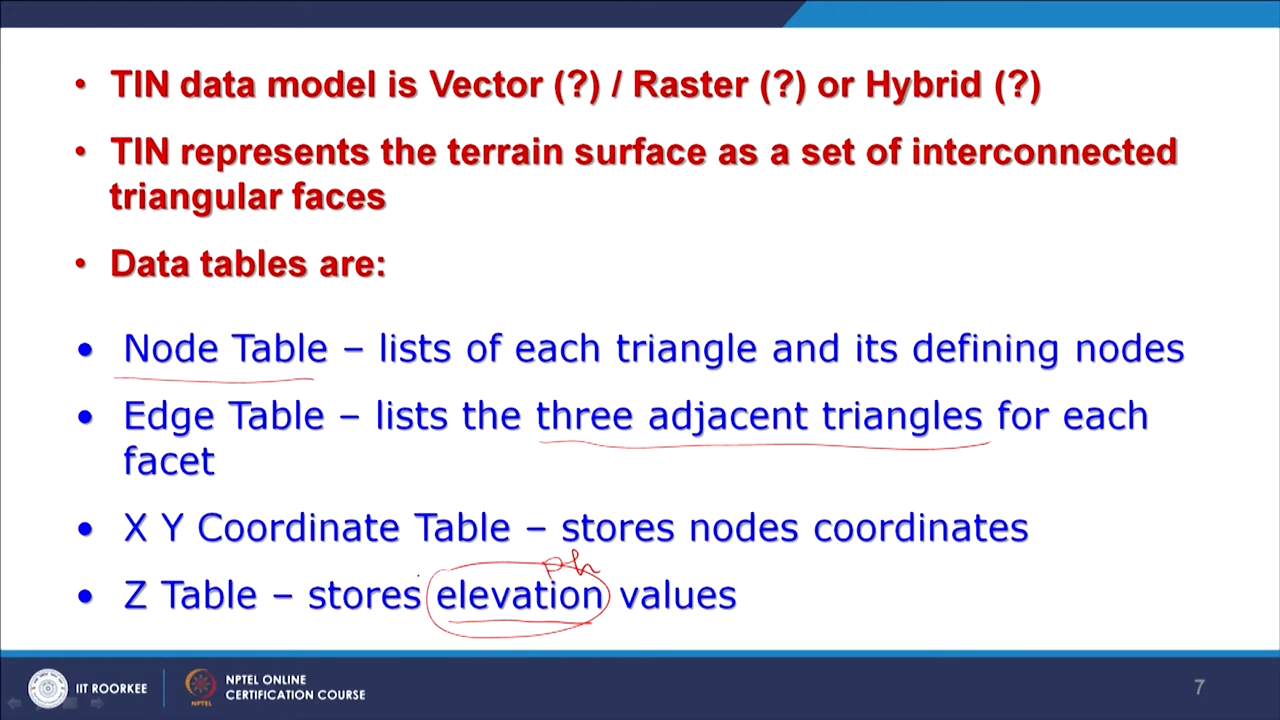 • TIN data model is Vector (?) / Raster (?) or Hybrid (?)
• TIN represents the terrain surface as a set of interconnected
triangular faces
• Data tables are:
• Node Table – lists of each triangle and its defining nodes
• Edge Table – lists the three adjacent triangles for each
facet
• X Y Coordinate Table – stores nodes coordinates
ph
• Z Table – stores elevation values
IIT ROORKEE
NPTEL
NPTEL ONLINE
CERTIFICATION COURSE
7